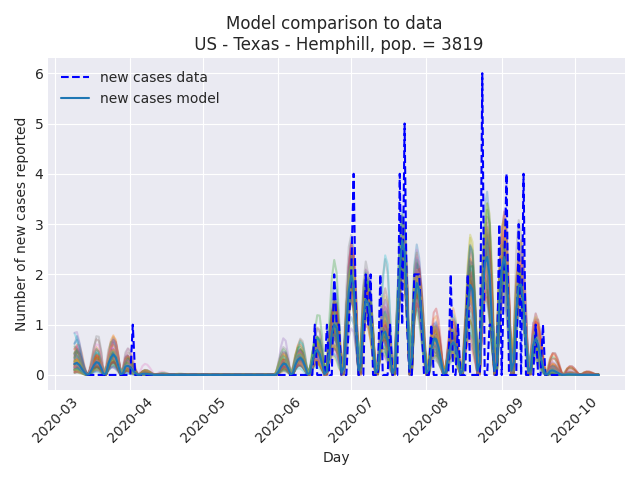 Model comparison to data
US - Texas - Hemphill, pop. = 3819
new cases data
new cases model
Number of new cases reported
6
5
4
3
2
1
0
2020-03
2020-04
2020-05
2020-06
2020-07
2020-08
2020-09
2020-10
Day